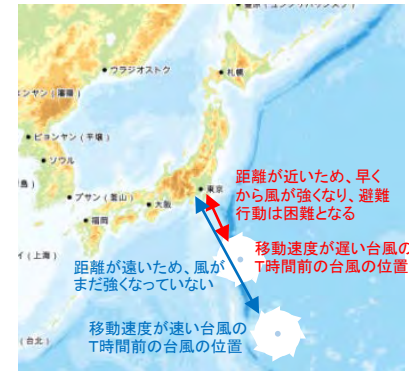 ウラジオストク
札幌
ピョンヤン(平壌)
ソウル
東京
プサン(釜山)
大阪
福岡
(上海)
(台北)
距離が近いため、早く
から風が強くなり、避難
行動は困難となる
移動速度が遅い台風の
T時間前の台風の位置
距離が遠いため、風が
まだ強くなっていない
移動速度が速い台風の
T時間前の台風の位置